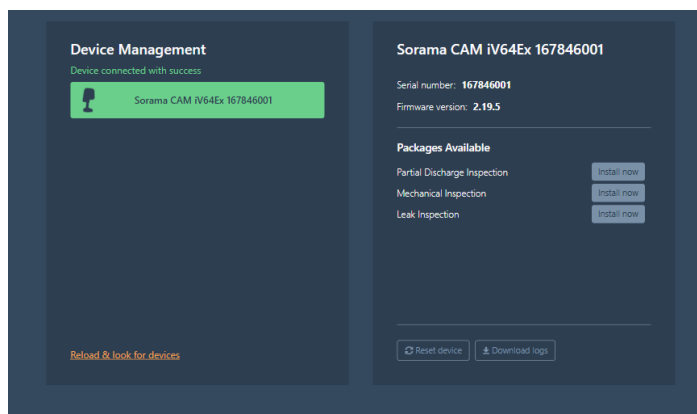 Device Management
Device connected with success
Sorama CAM iV64Ex 167846001
Reload & look for devices
Sorama CAM iV64Ex 167846001
Serial number: 167846001
Firmware version: 2.19.5
Packages Available
Partial Discharge Inspection Install now
Mechanical Inspection Install now
Leak Inspection Install now
Reset device Download logs